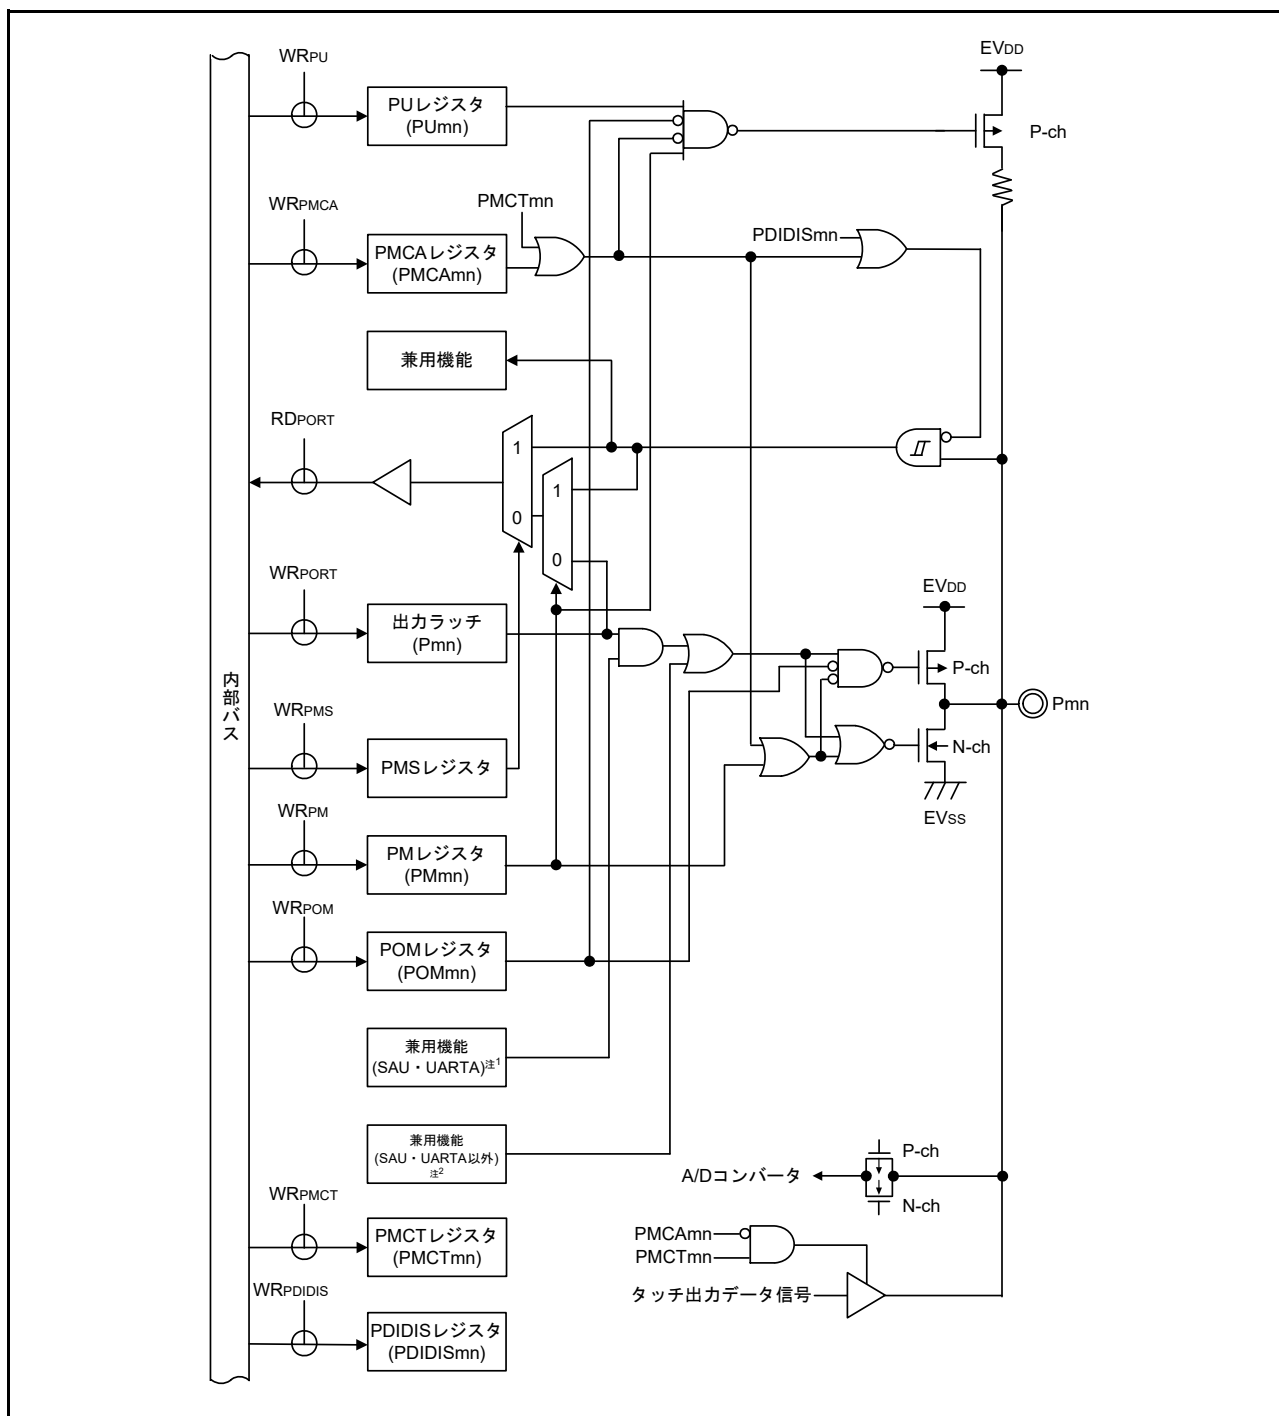 WRPU
EVDD
PUレジスタ
(PUmn)
P-ch
WRPMCA
PMCTmn
PDIDISmn
PMCAレジスタ
(PMCAmn)
兼用機能
RDPORT
1
0
1
0
WRPORT
EVDD
出力ラッチ
(Pmn)
P-ch
Pmn
内部バス
WRPMS
N-ch
PMSレジスタ
EVSS
WRPM
PMレジスタ
(PMmn)
WRPOM
POMレジスタ
(POMmn)
兼用機能
(SAU・UARTA)注1
兼用機能
(SAU・UARTA以外)
注2
P-ch
A/Dコンバータ
N-ch
WRPMCT
PMCTレジスタ
(PMCTmn)
PMCAmn
PMCTmn
タッチ出力データ信号
WRPDIDIS
PDIDISレジスタ
(PDIDISmn)